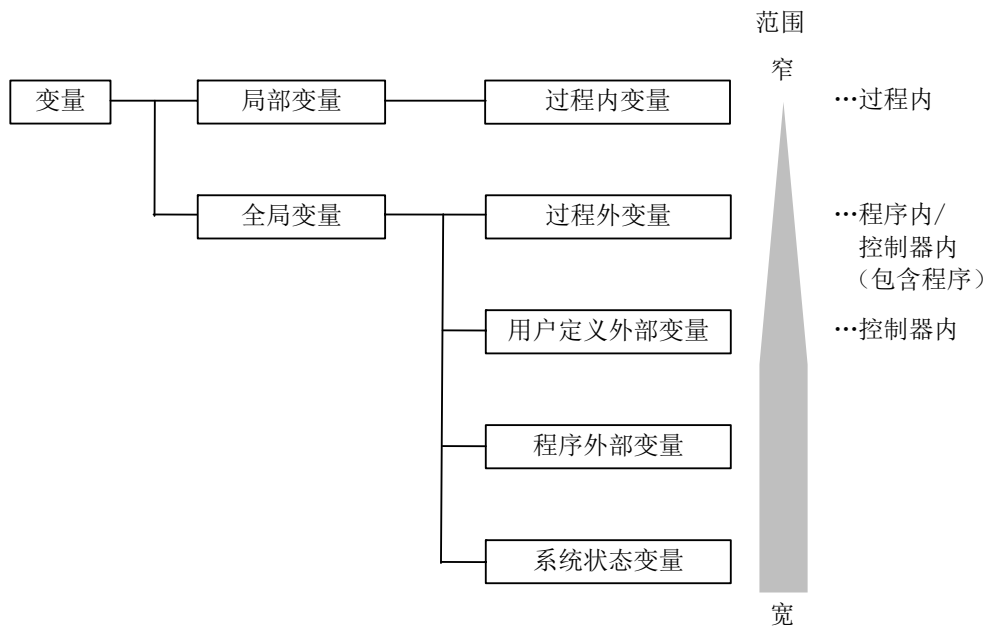 范围
窄
变量
局部变量
过程内变量
…过程内
全局变量
过程外变量
…程序内/
控制器内
（包含程序）
用户定义外部变量
…控制器内
程序外部变量
系统状态变量
宽